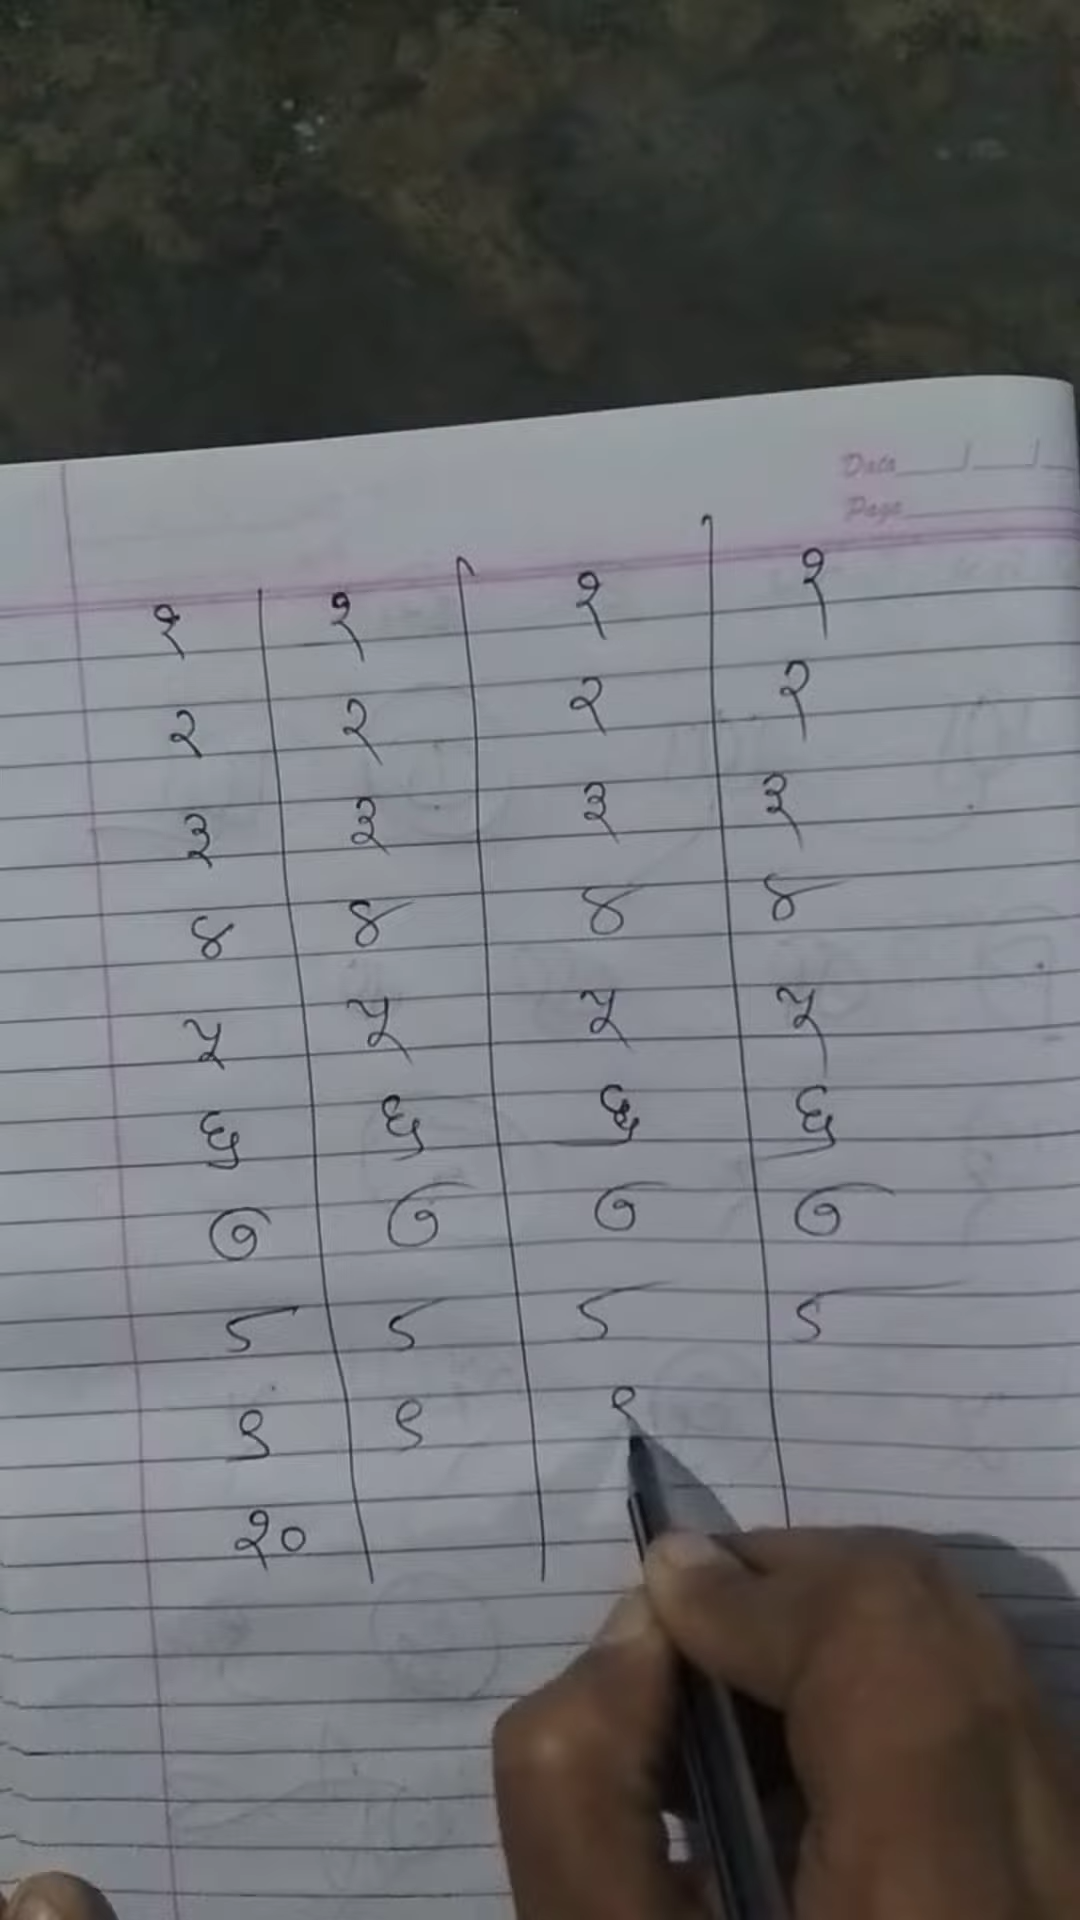 Date
Page
१ १ १ १
२ २ २ २
३ ३ ३ ३
४ ४ ४ ४
५ ५ ५ ५
६ ६ ६ ६
७ ७ ७ ७
८ ८ ८ ८
९ ९ ९
१०